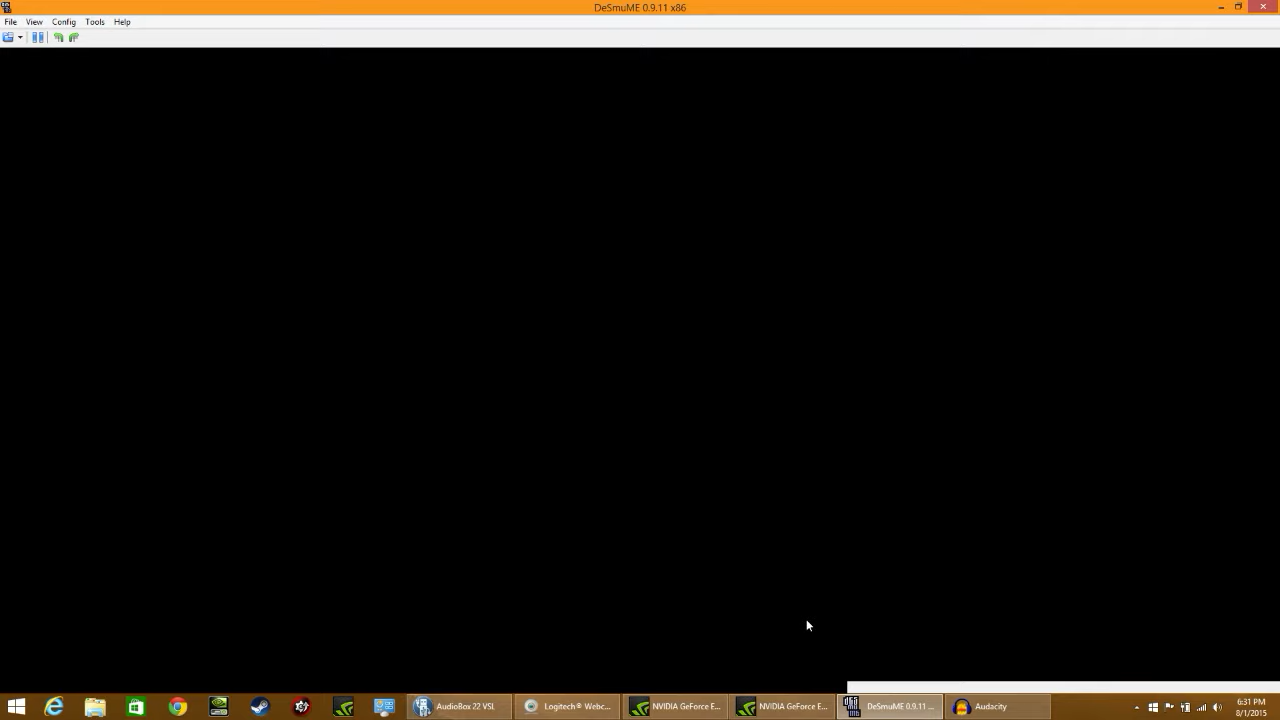 DeSmuME 0.9.11 x86
File View Config Tools Help
AudioBox 22 VSL
Logitech® Webc...
NVIDIA GeForce E...
NVIDIA GeForce E...
DeSmuME 0.9.11 ...
Audacity
6:31 PM
8/1/2015